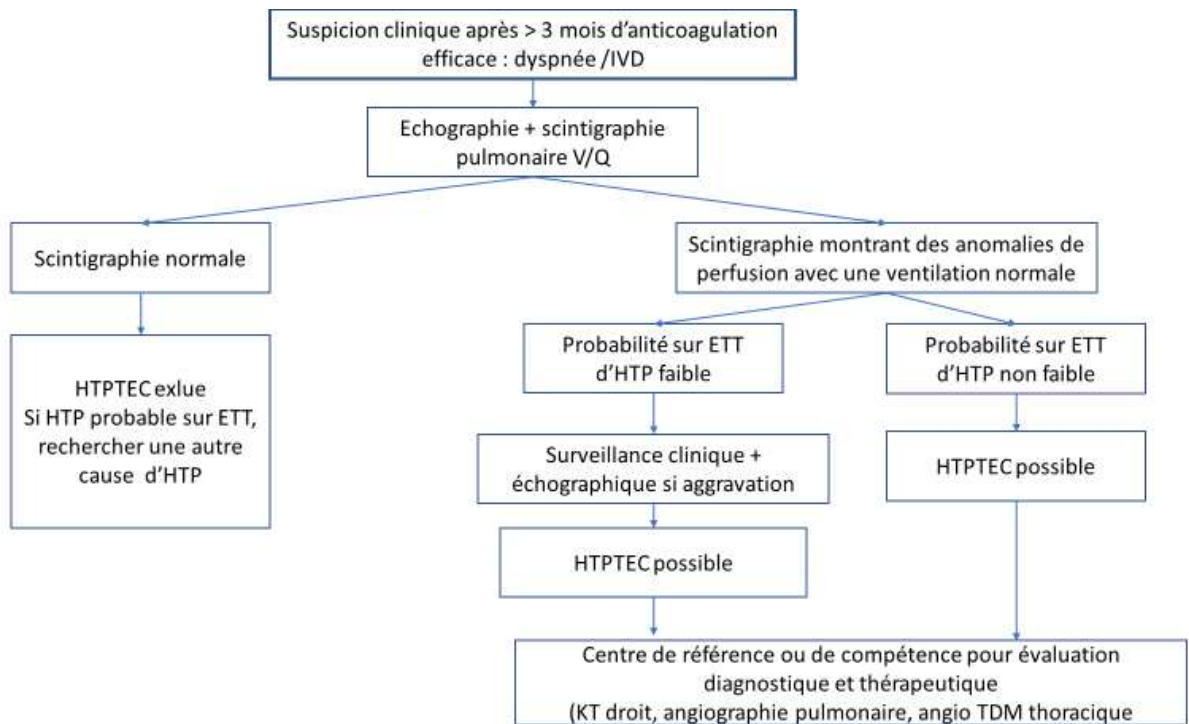 Suspicion clinique après > 3 mois d'anticoagulation
efficace : dyspnée /IVD
Echographie + scintigraphie
pulmonaire V/Q
Scintigraphie normale
Scintigraphie montrant des anomalies de
perfusion avec une ventilation normale
HTPTEC exlue
Si HTP probable sur ETT,
rechercher une autre
cause d'HTP
Probabilité sur ETT
d'HTP faible
Probabilité sur ETT
d'HTP non faible
Surveillance clinique +
échographique si aggravation
HTPTEC possible
HTPTEC possible
Centre de référence ou de compétence pour évaluation
diagnostique et thérapeutique
(KT droit, angiographie pulmonaire, angio TDM thoracique